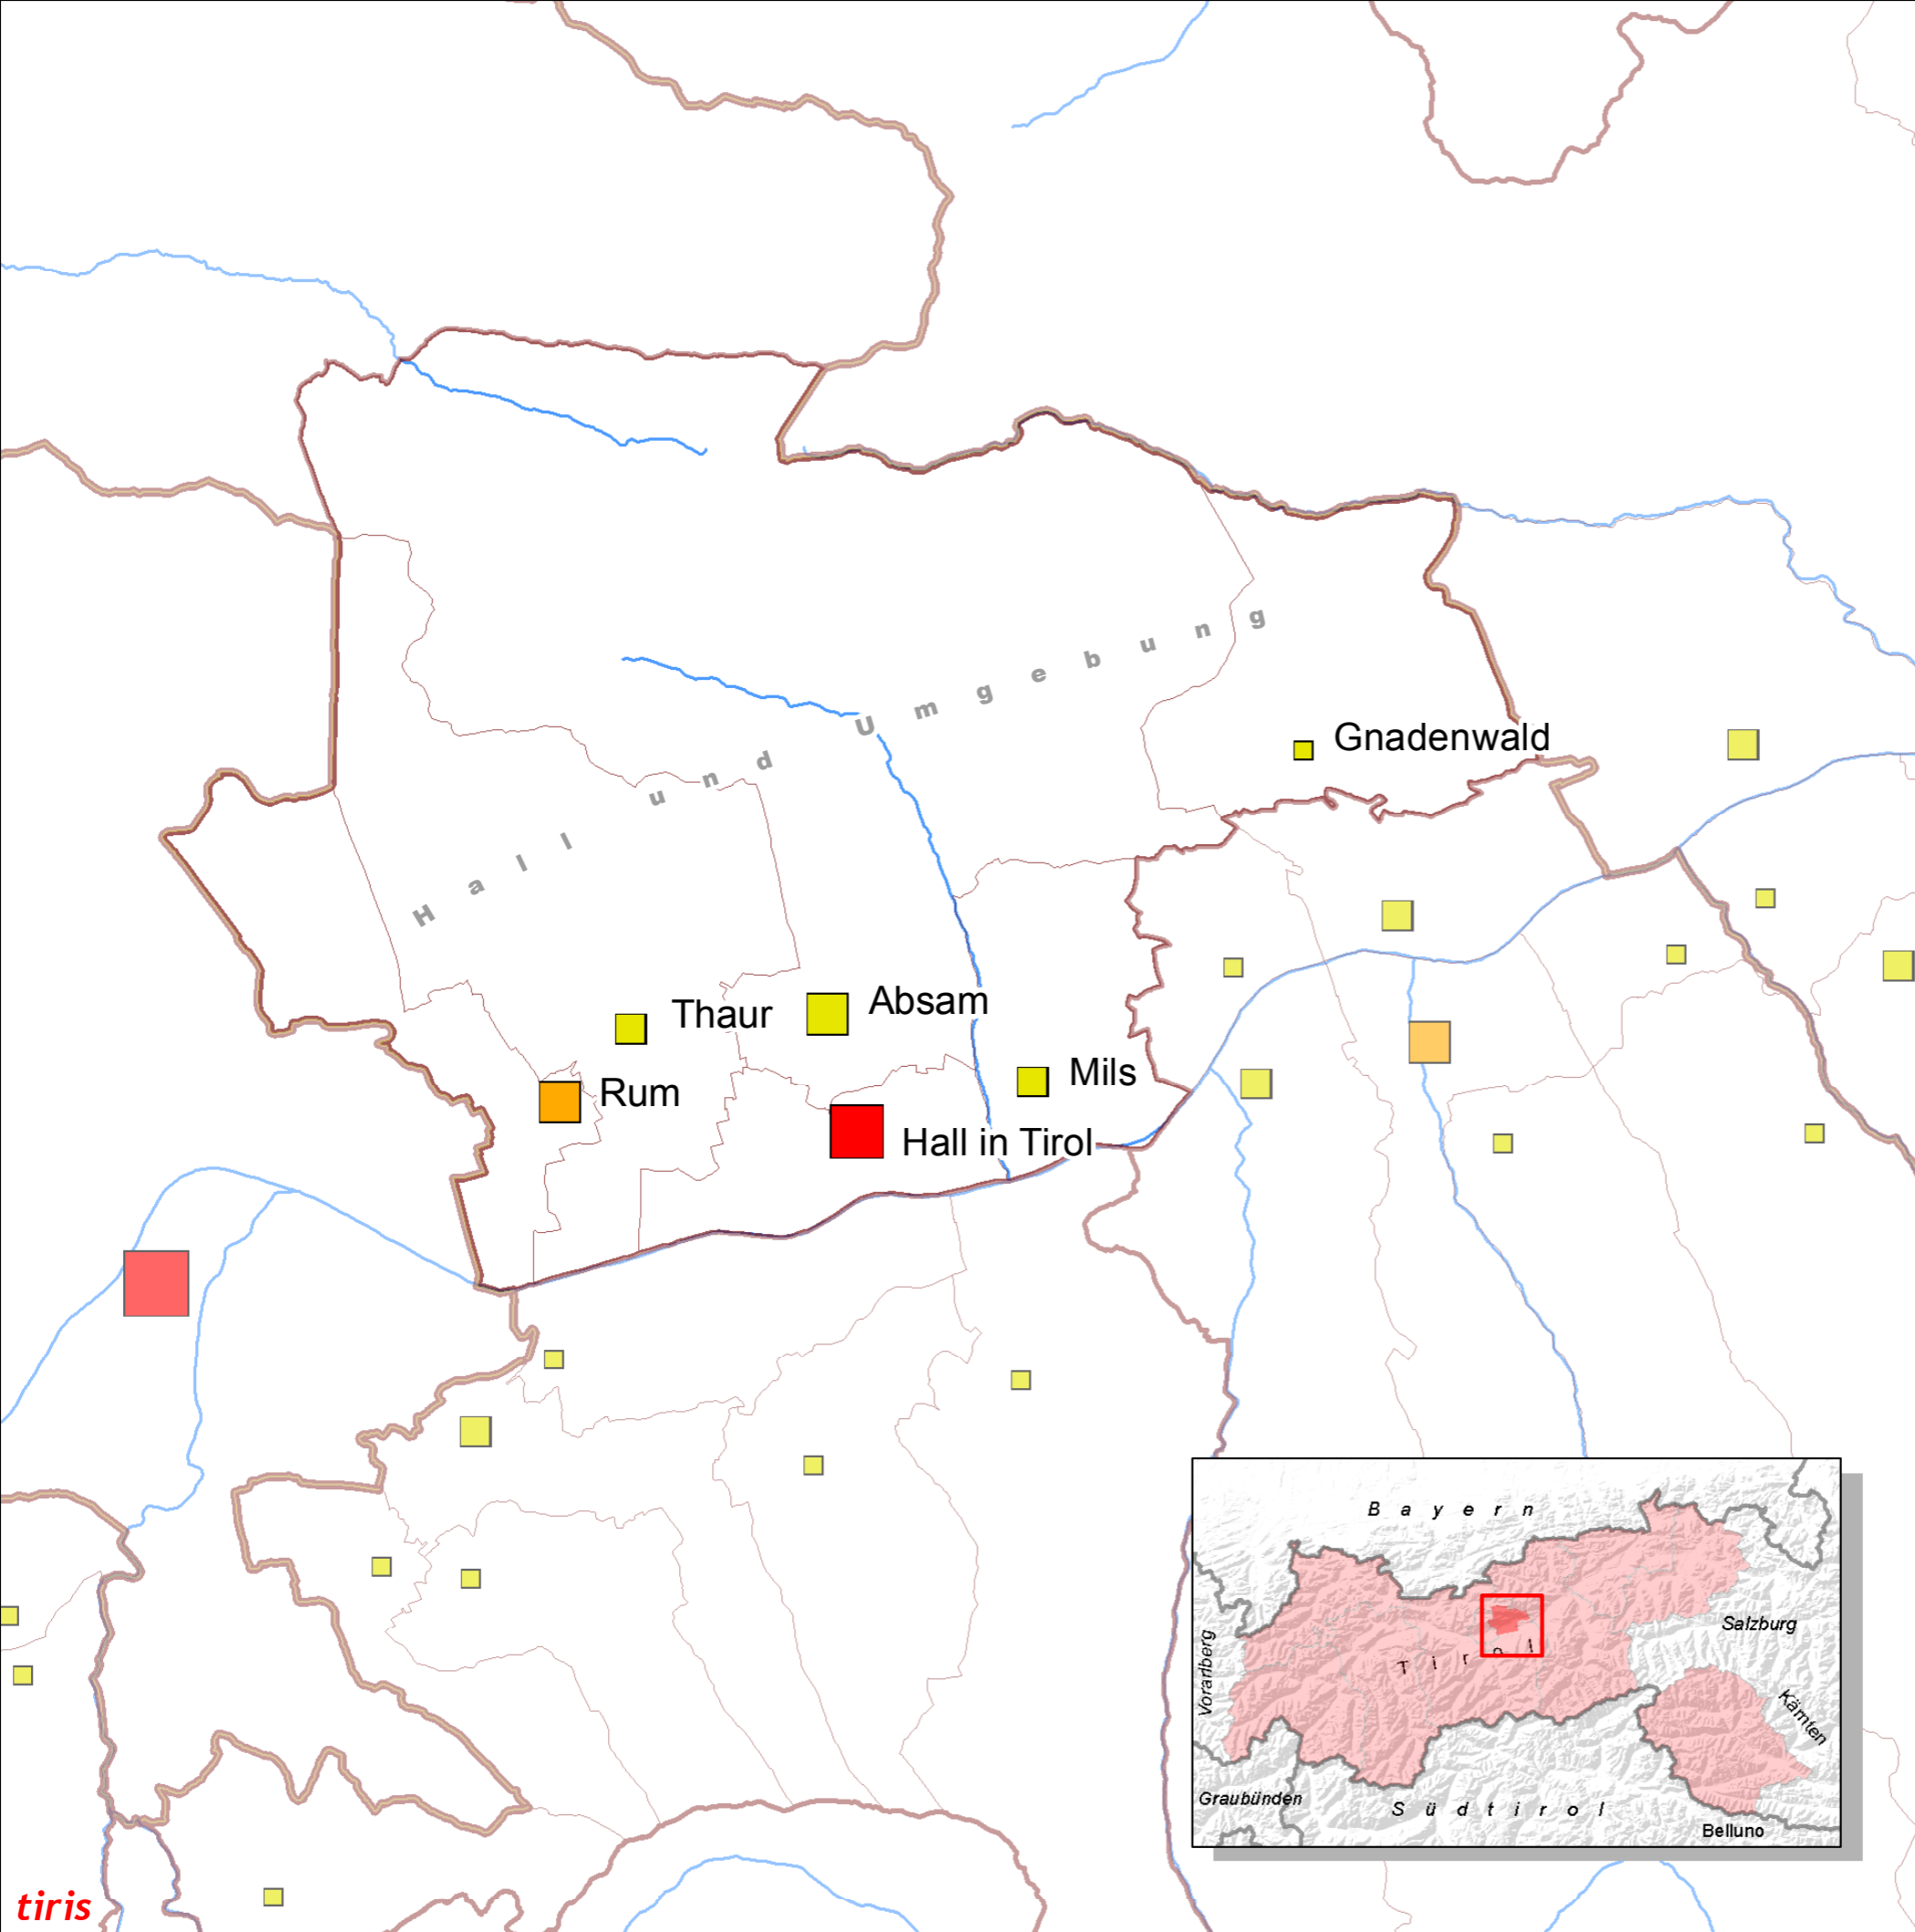 Hall und Umgebung
Gnadenwald
Thaur
Absam
Rum
Mils
Hall in Tirol
Bayern
Salzburg
Vorarlberg
Tirol
Kärnten
Graubünden
Südtirol
Belluno
tiris